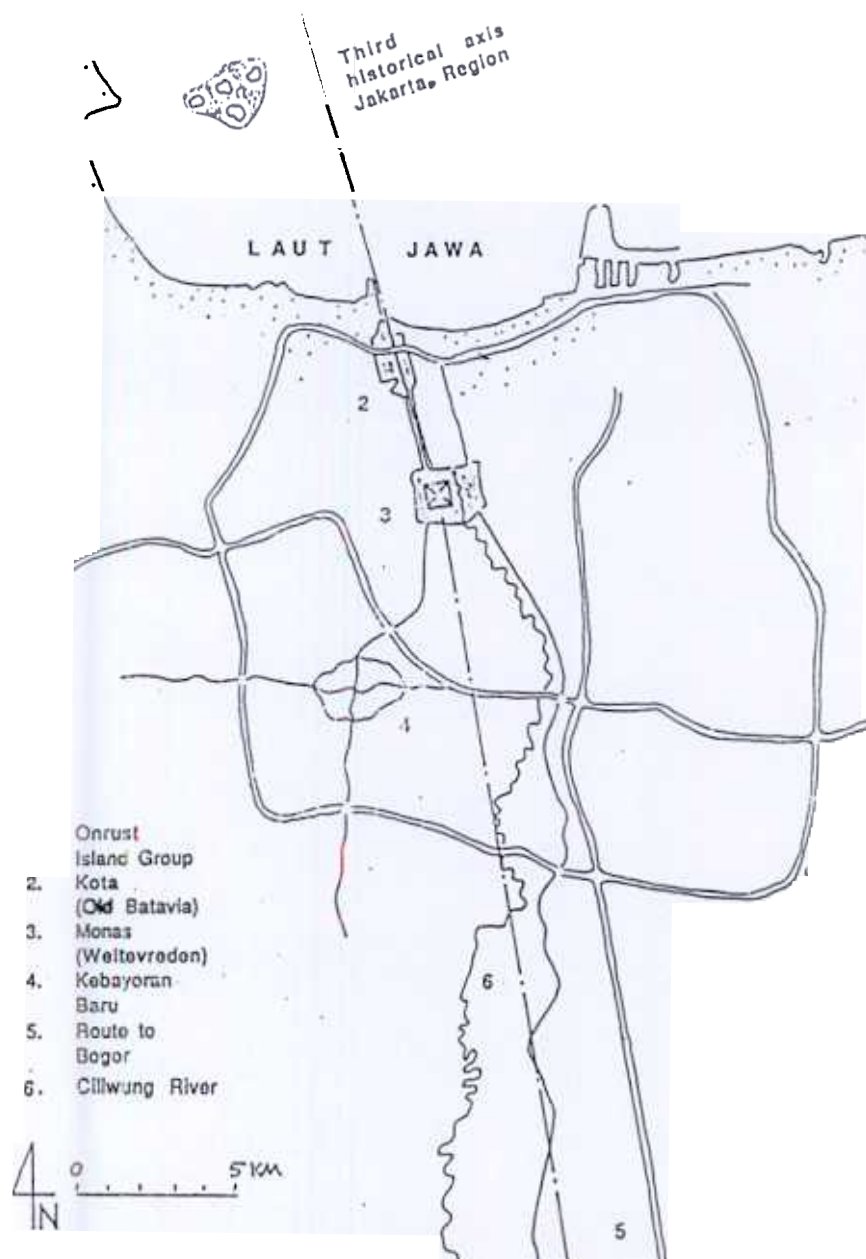 Third
historical axis
Jakarta, Region
LAUT JAWA
2
3
4
Onrust
Island Group
2. Kota
(Old Batavia)
3. Monas
(Weltevreden)
4. Kebayoran
Baru
5. Route to
Bogor
6. Ciliwung River
6
0 5 KM
N
5